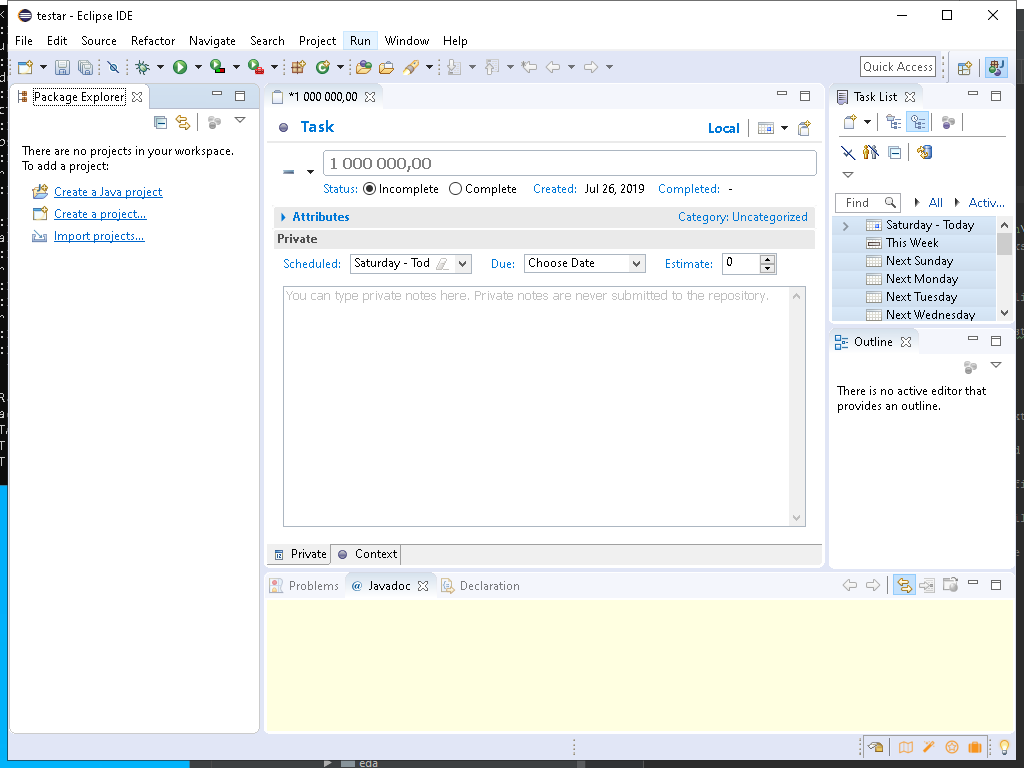 testar - Eclipse IDE
File Edit Source Refactor Navigate Search Project Run Window Help
Quick Access
Package Explorer
There are no projects in your workspace.
To add a project:
Create a Java project
Create a project...
Import projects...
*1 000 000,00
Task
Local
1 000 000,00
Status: Incomplete Complete Created: Jul 26, 2019 Completed: -
Attributes
Category: Uncategorized
Private
Scheduled: Saturday - Tod Due: Choose Date Estimate: 0
You can type private notes here. Private notes are never submitted to the repository.
Private Context
Task List
Find All Activ...
Saturday - Today
This Week
Next Sunday
Next Monday
Next Tuesday
Next Wednesday
Outline
There is no active editor that
provides an outline.
Problems @ Javadoc Declaration
eda